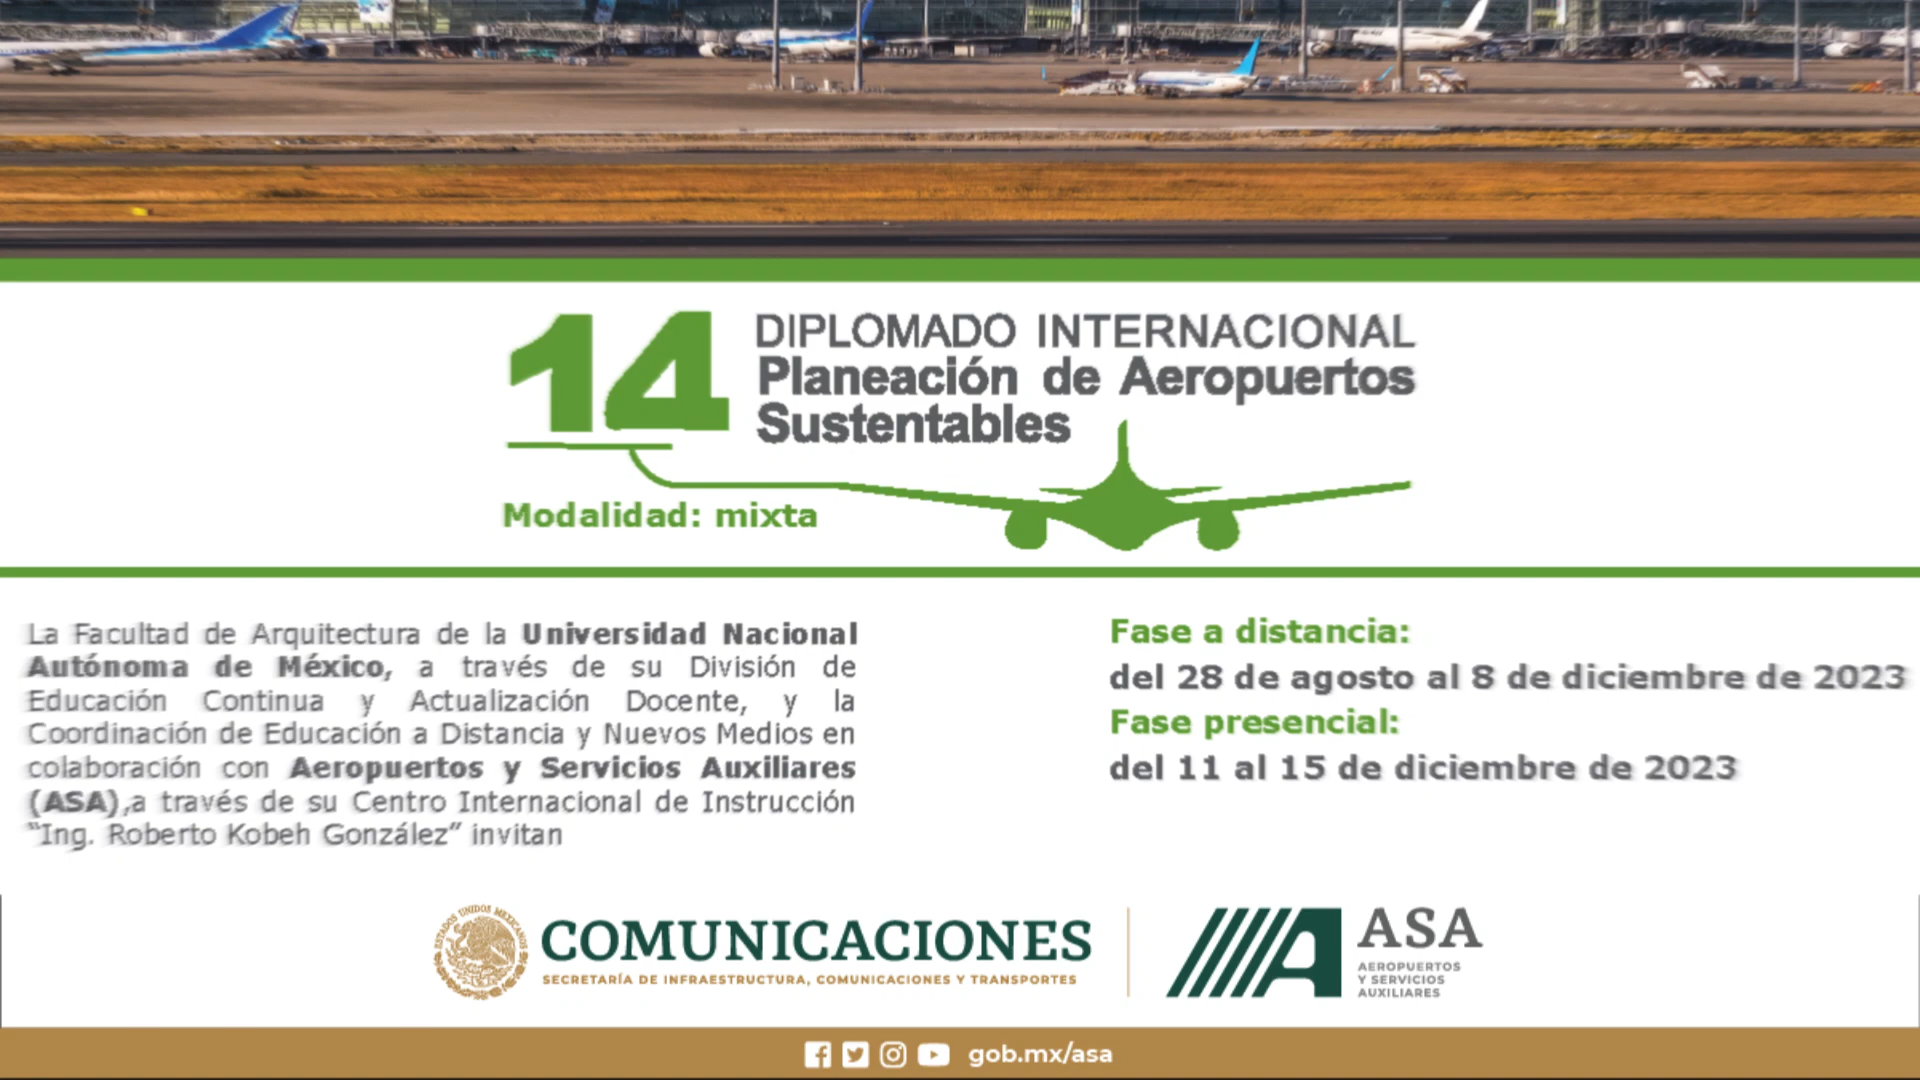 14
DIPLOMADO INTERNACIONAL
Planeación de Aeropuertos
Sustentables
Modalidad: mixta
La Facultad de Arquitectura de la Universidad Nacional
Autónoma de México, a través de su División de
Educación Continua y Actualización Docente, y la
Coordinación de Educación a Distancia y Nuevos Medios en
colaboración con Aeropuertos y Servicios Auxiliares
(ASA),a través de su Centro Internacional de Instrucción
“Ing. Roberto Kobeh González” invitan
Fase a distancia:
del 28 de agosto al 8 de diciembre de 2023
Fase presencial:
del 11 al 15 de diciembre de 2023
ESTADOS UNIDOS MEXICANOS
COMUNICACIONES
SECRETARÍA DE INFRAESTRUCTURA, COMUNICACIONES Y TRANSPORTES
ASA
AEROPUERTOS
Y SERVICIOS
AUXILIARES
gob.mx/asa